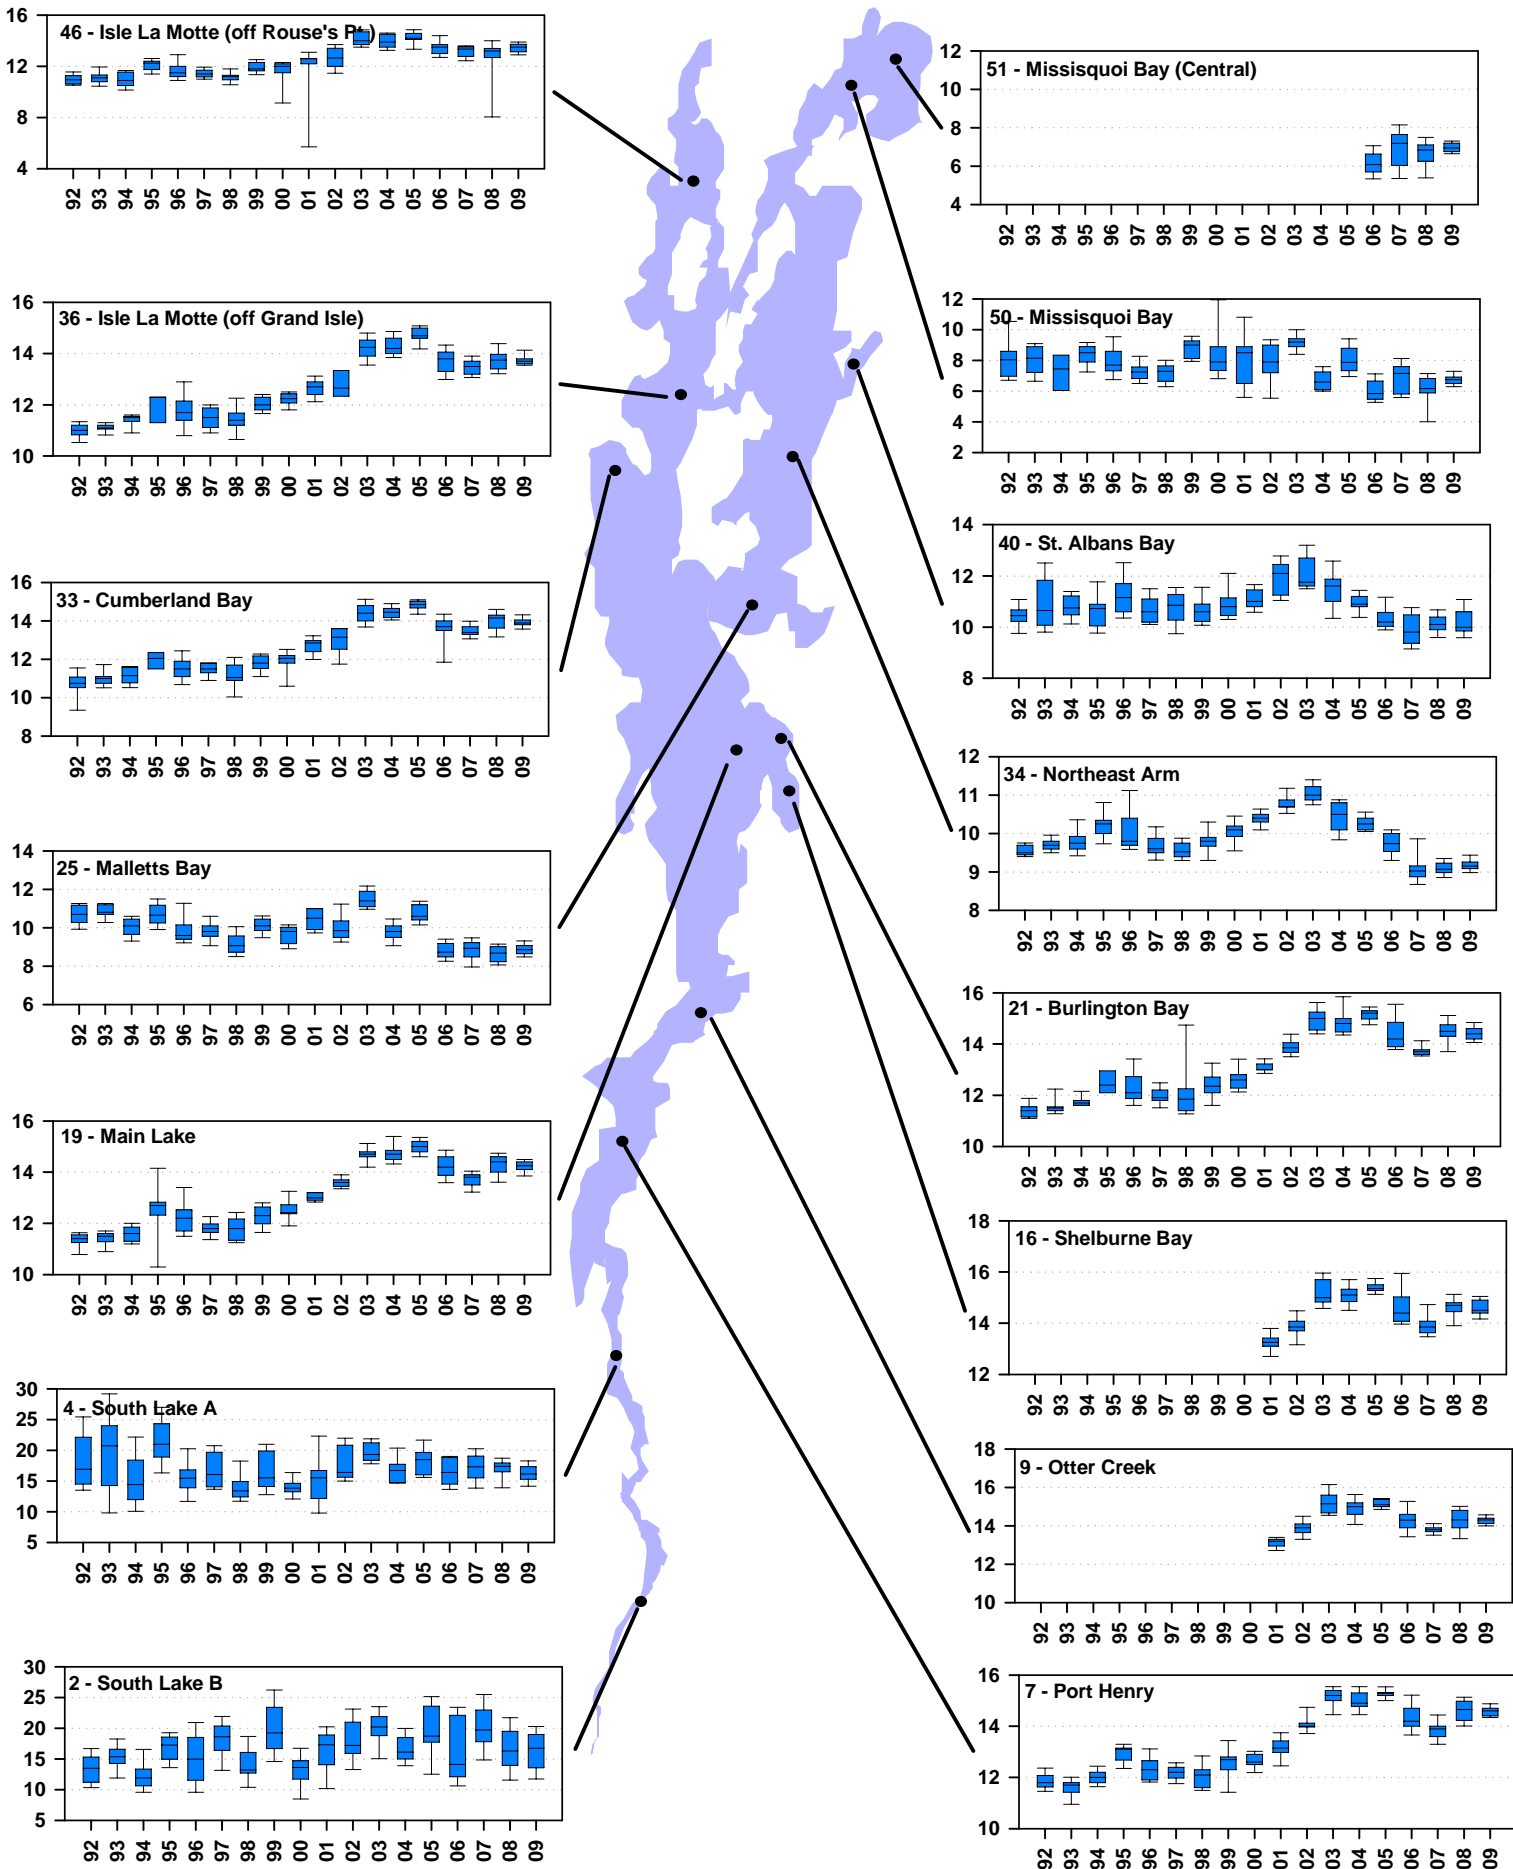 46 - Isle La Motte (off Rouse's Pt.)
16
12
8
4
92 93 94 95 96 97 98 99 00 01 02 03 04 05 06 07 08 09
36 - Isle La Motte (off Grand Isle)
16
14
12
10
92 93 94 95 96 97 98 99 00 01 02 03 04 05 06 07 08 09
33 - Cumberland Bay
16
14
12
10
8
92 93 94 95 96 97 98 99 00 01 02 03 04 05 06 07 08 09
25 - Malletts Bay
14
12
10
8
6
92 93 94 95 96 97 98 99 00 01 02 03 04 05 06 07 08 09
19 - Main Lake
16
14
12
10
92 93 94 95 96 97 98 99 00 01 02 03 04 05 06 07 08 09
4 - South Lake A
30
25
20
15
10
5
92 93 94 95 96 97 98 99 00 01 02 03 04 05 06 07 08 09
2 - South Lake B
30
25
20
15
10
5
92 93 94 95 96 97 98 99 00 01 02 03 04 05 06 07 08 09
51 - Missisquoi Bay (Central)
12
10
8
6
4
92 93 94 95 96 97 98 99 00 01 02 03 04 05 06 07 08 09
50 - Missisquoi Bay
12
10
8
6
4
2
92 93 94 95 96 97 98 99 00 01 02 03 04 05 06 07 08 09
40 - St. Albans Bay
14
12
10
8
92 93 94 95 96 97 98 99 00 01 02 03 04 05 06 07 08 09
34 - Northeast Arm
12
11
10
9
8
92 93 94 95 96 97 98 99 00 01 02 03 04 05 06 07 08 09
21 - Burlington Bay
16
14
12
10
92 93 94 95 96 97 98 99 00 01 02 03 04 05 06 07 08 09
16 - Shelburne Bay
18
16
14
12
92 93 94 95 96 97 98 99 00 01 02 03 04 05 06 07 08 09
9 - Otter Creek
18
16
14
12
10
92 93 94 95 96 97 98 99 00 01 02 03 04 05 06 07 08 09
7 - Port Henry
16
14
12
10
92 93 94 95 96 97 98 99 00 01 02 03 04 05 06 07 08 09